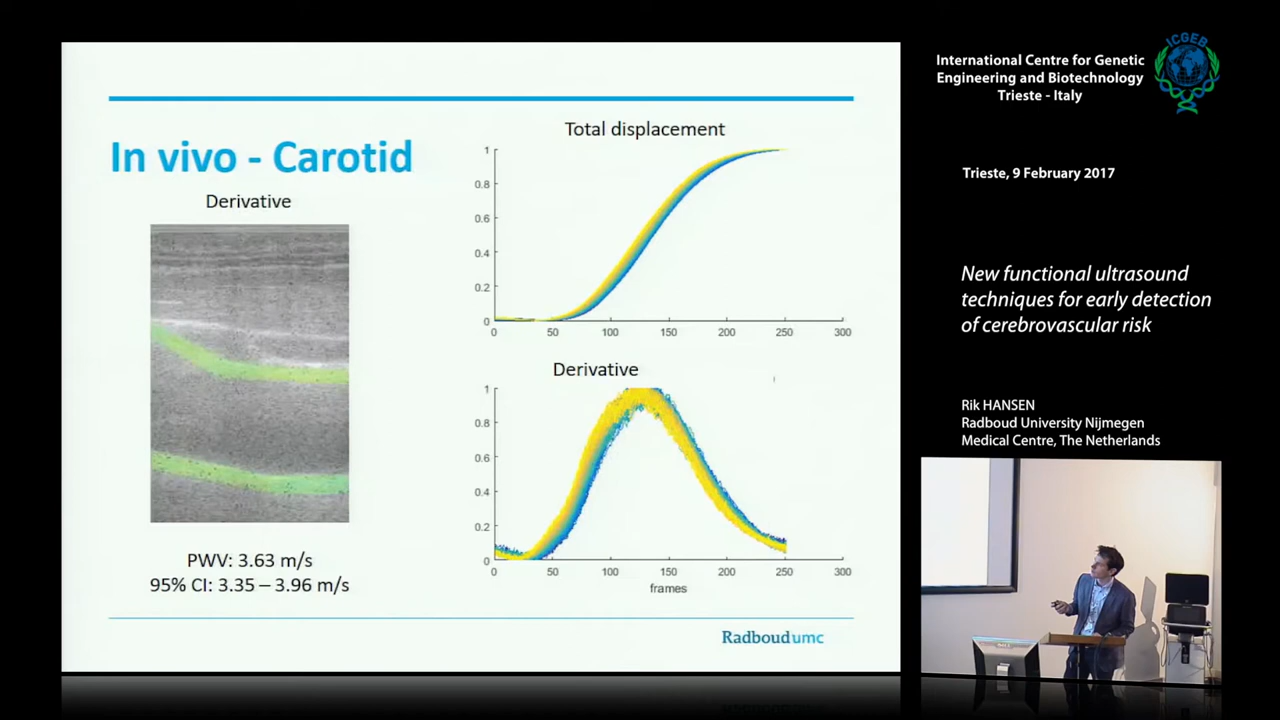 In vivo - Carotid
Derivative
PWV: 3.63 m/s
95% CI: 3.35 – 3.96 m/s
Total displacement
1
0.8
0.6
0.4
0.2
0
0 50 100 150 200 250 300
Derivative
1
0.8
0.6
0.4
0.2
0
0 50 100 150 200 250 300
frames
Radboudumc
International Centre for Genetic
Engineering and Biotechnology
Trieste - Italy
ICGEB
Trieste, 9 February 2017
New functional ultrasound
techniques for early detection
of cerebrovascular risk
Rik HANSEN
Radboud University Nijmegen
Medical Centre, The Netherlands